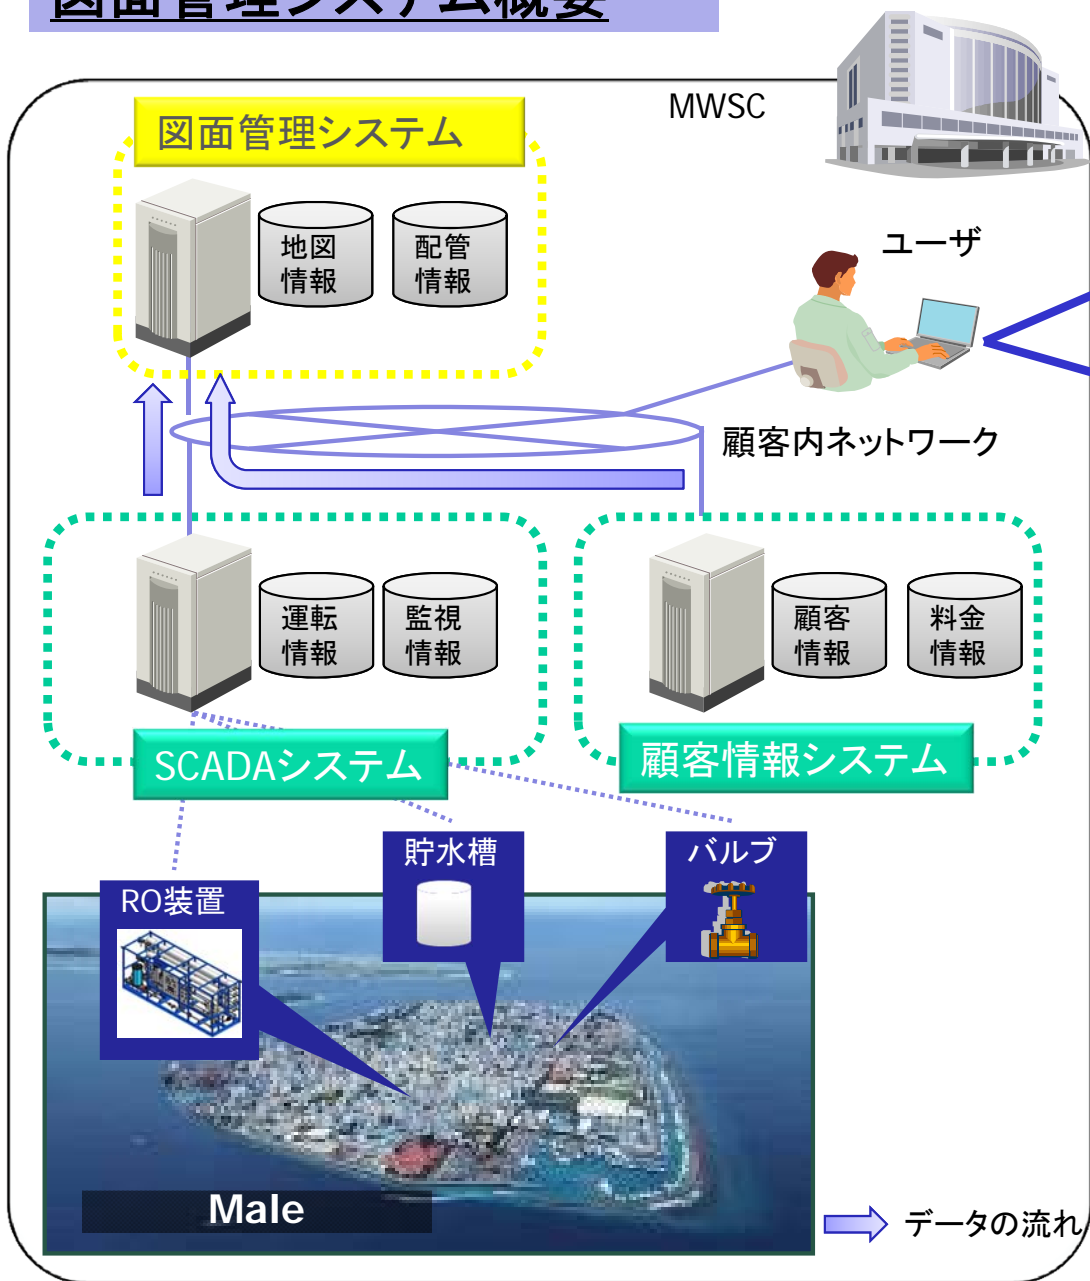 図面管理システム概要
MWSC
図面管理システム
地図
情報
配管
情報
ユーザ
顧客内ネットワーク
運転
情報
監視
情報
顧客
情報
料金
情報
SCADAシステム
顧客情報システム
貯水槽
バルブ
RO装置
Male
データの流れ